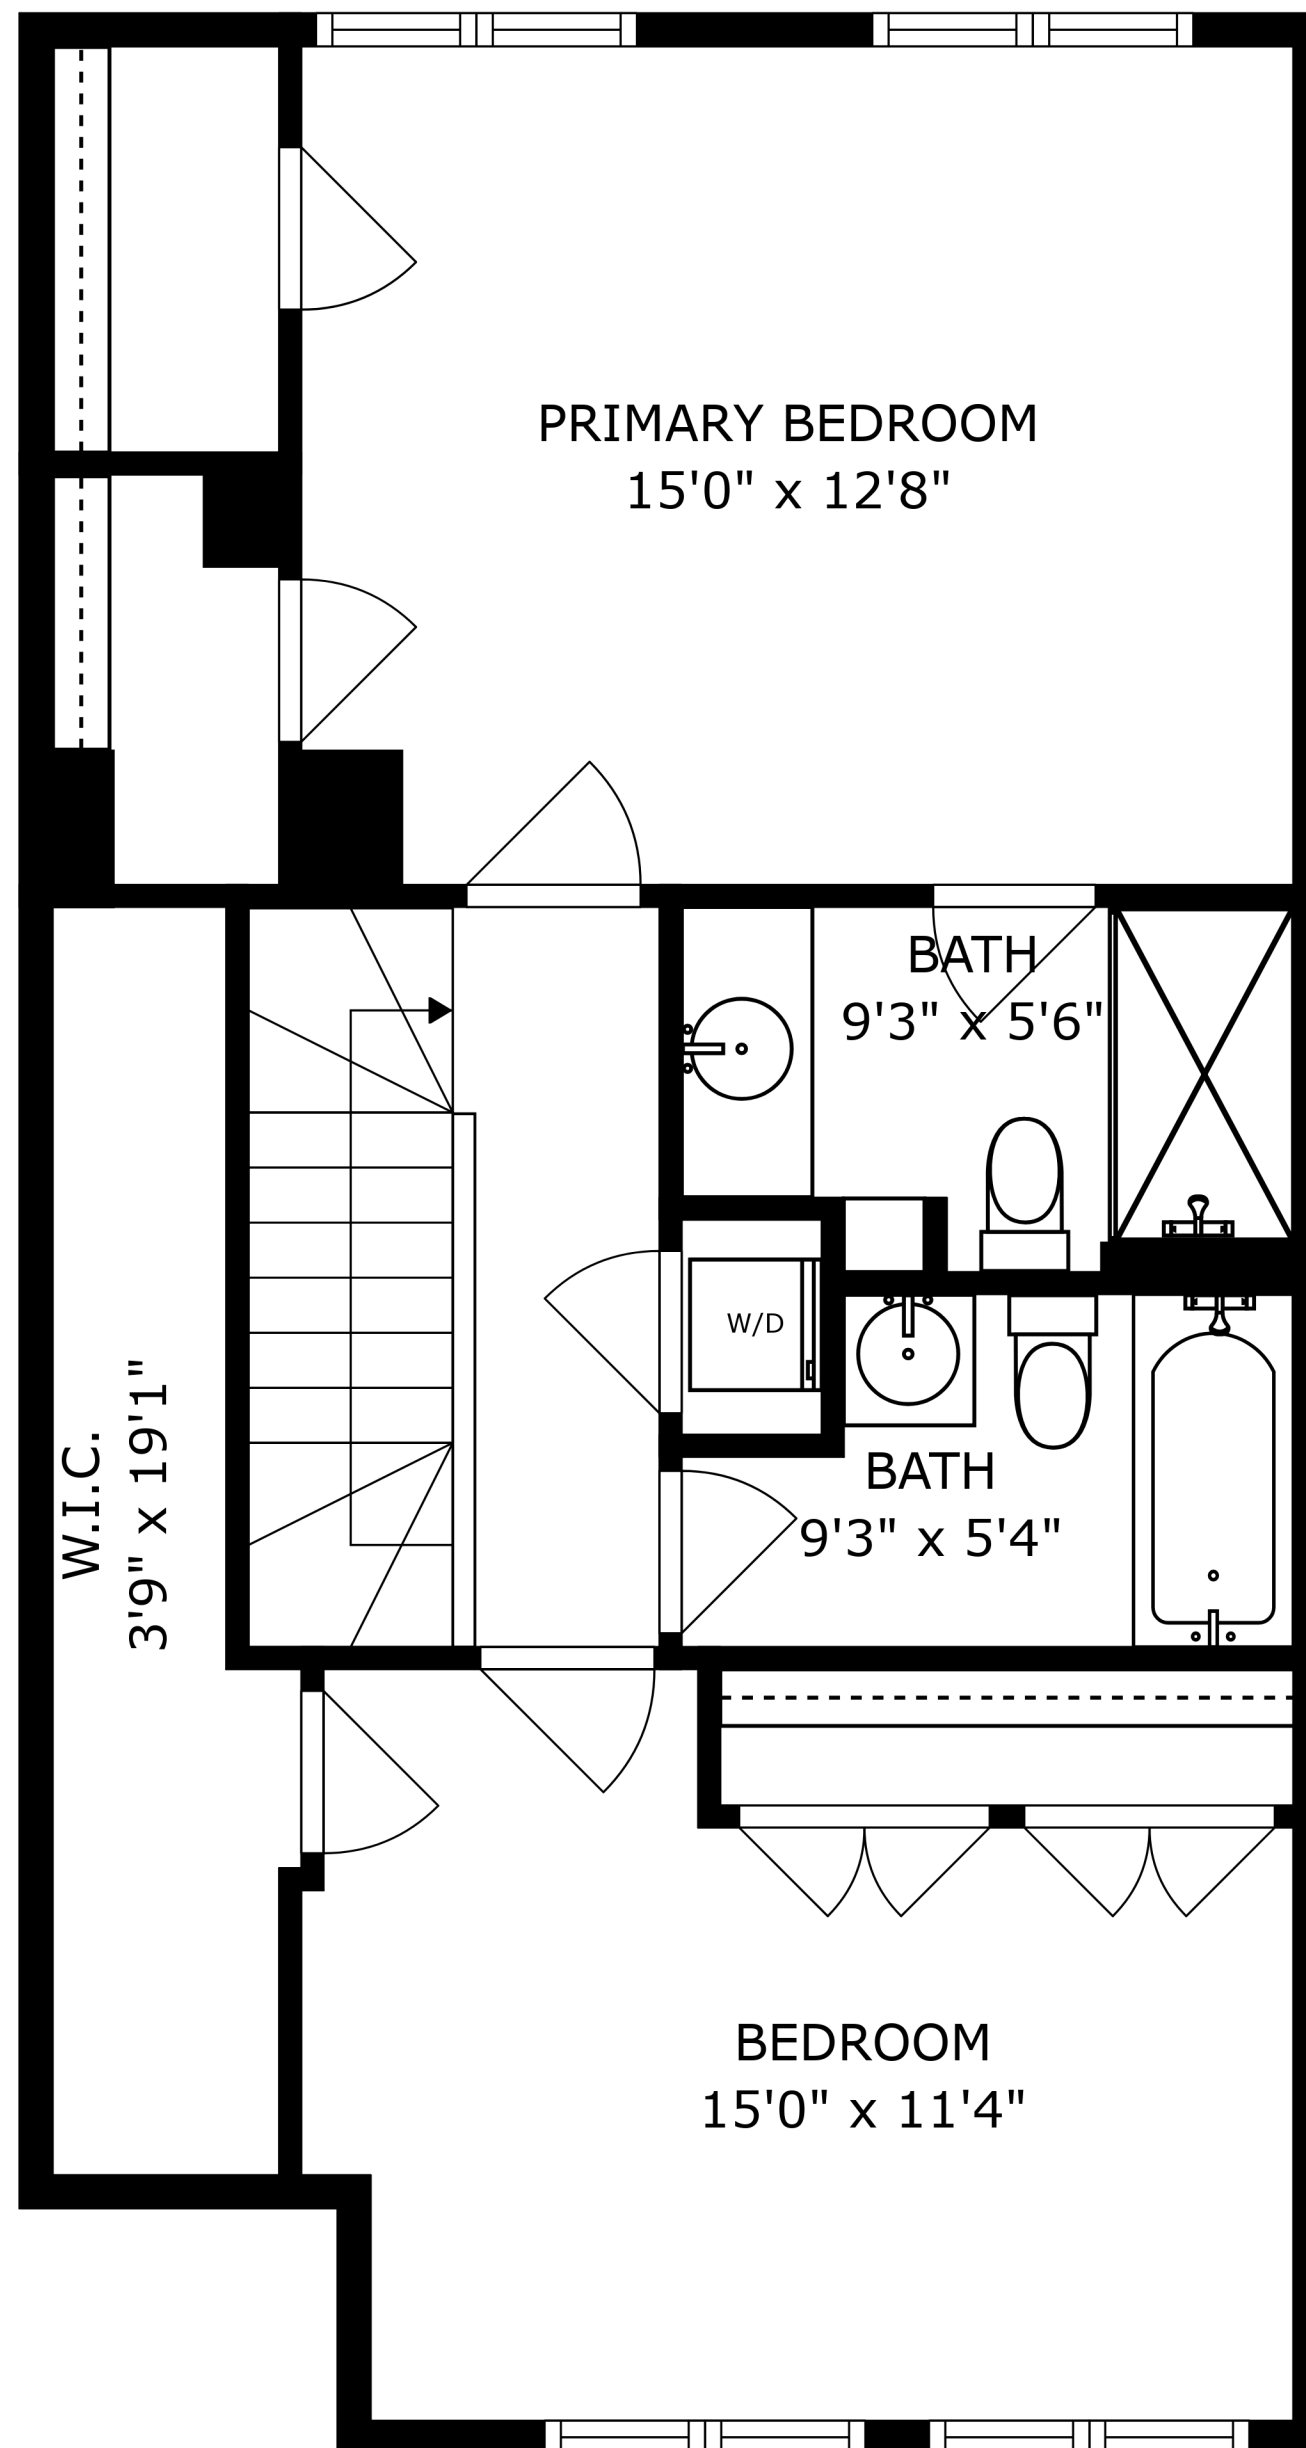 PRIMARY BEDROOM
15'0" x 12'8"
BATH
9'3" x 5'6"
W/D
W.I.C.
3'9" x 19'1"
BATH
9'3" x 5'4"
BEDROOM
15'0" x 11'4"